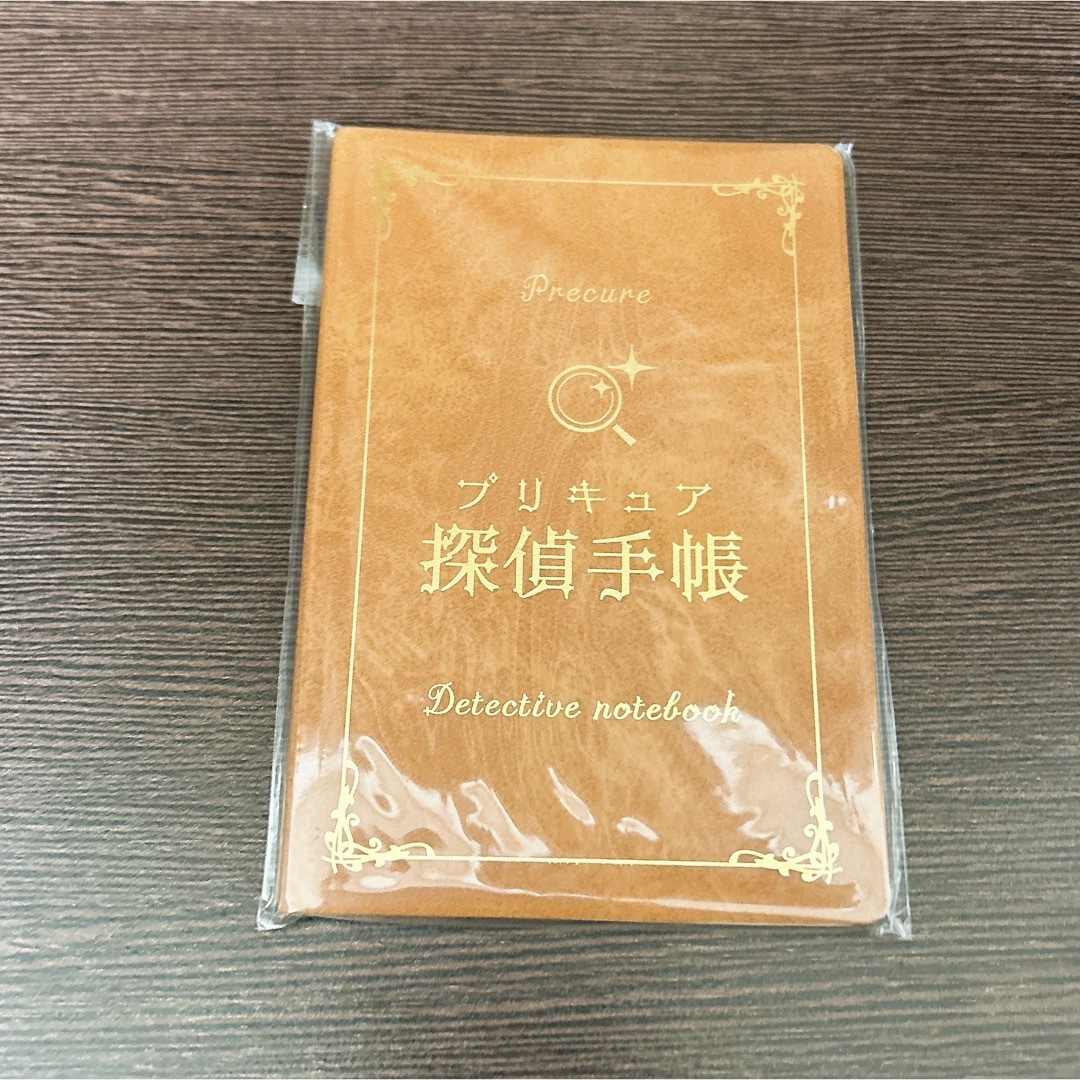 Precure
プリキュア
探偵手帳
Detective notebook